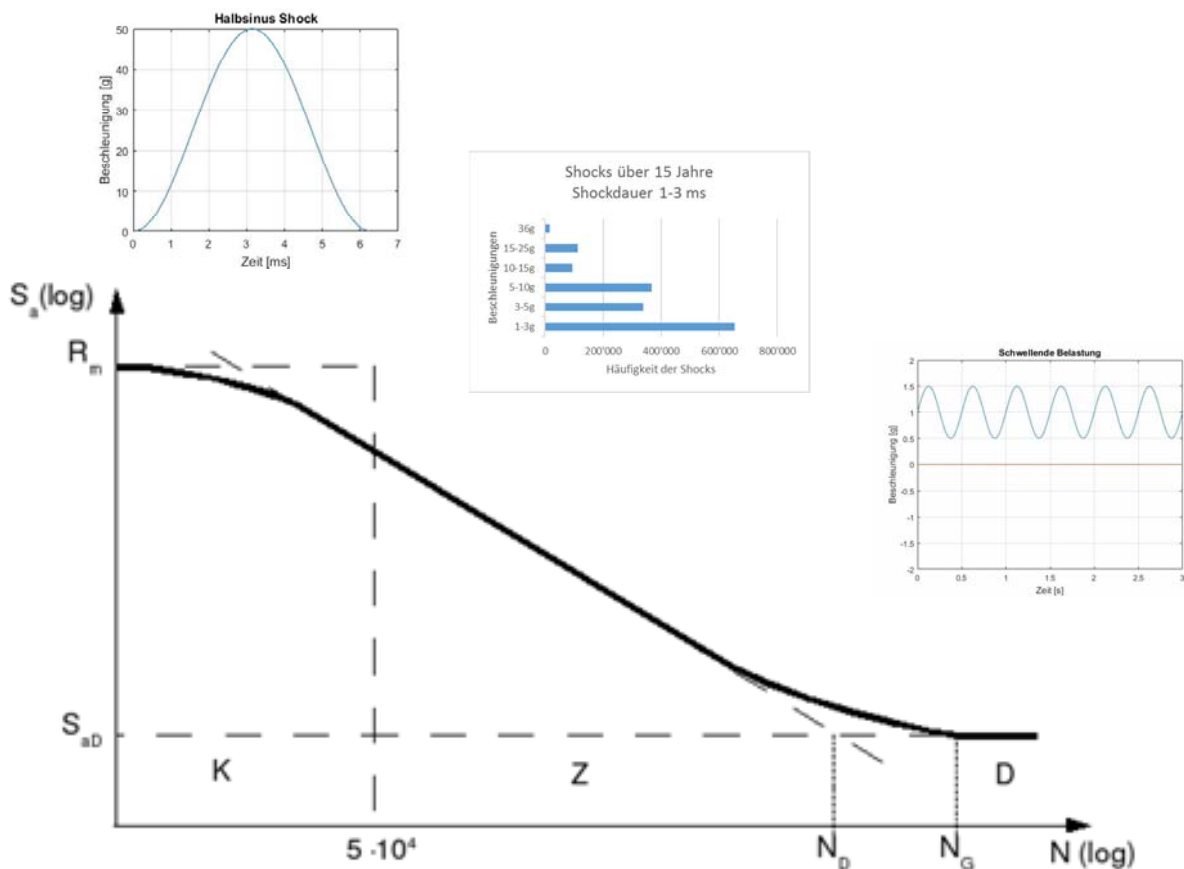 Halbsinus Shock
50
40
30
20
10
0
Beschleunigung [g]
0 1 2 3 4 5 6 7
Zeit [ms]
Shocks über 15 Jahre
Shockdauer 1-3 ms
Beschleunigungen
36g
15-25g
10-15g
5-10g
3-5g
1-3g
0 200'000 400'000 600'000 800'000
Häufigkeit der Shocks
Schwellende Belastung
2
1.5
1
0.5
0
-0.5
-1
-1.5
-2
Beschleunigung [g]
0 0.5 1 1.5 2 2.5 3
Zeit [s]
Sa (log)
Rm
SaD
K Z D
5 ·10⁴ ND NG N (log)